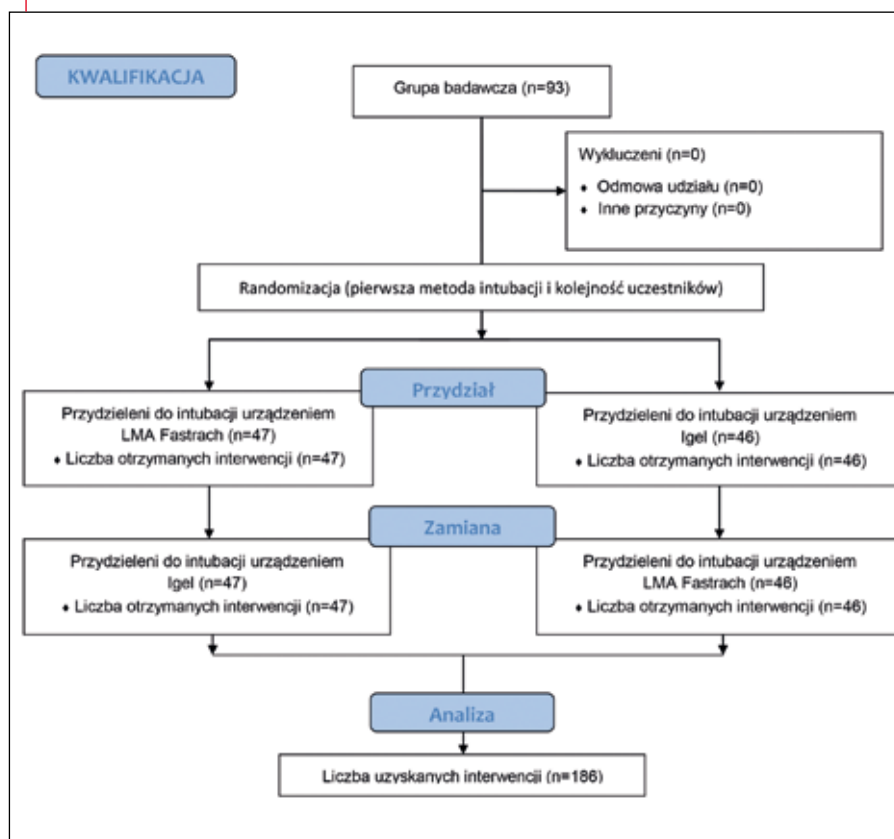 KWALIFIKACJA
Grupa badawcza (n=93)
Wykluczeni (n=0)
♦ Odmowa udziału (n=0)
♦ Inne przyczyny (n=0)
Randomizacja (pierwsza metoda intubacji i kolejność uczestników)
Przydział
Przydzieleni do intubacji urządzeniem
LMA Fastrach (n=47)
♦ Liczba otrzymanych interwencji (n=47)
Przydzieleni do intubacji urządzeniem
Igel (n=46)
♦ Liczba otrzymanych interwencji (n=46)
Zamiana
Przydzieleni do intubacji urządzeniem
Igel (n=47)
♦ Liczba otrzymanych interwencji (n=47)
Przydzieleni do intubacji urządzeniem
LMA Fastrach (n=46)
♦ Liczba otrzymanych interwencji (n=46)
Analiza
Liczba uzyskanych interwencji (n=186)